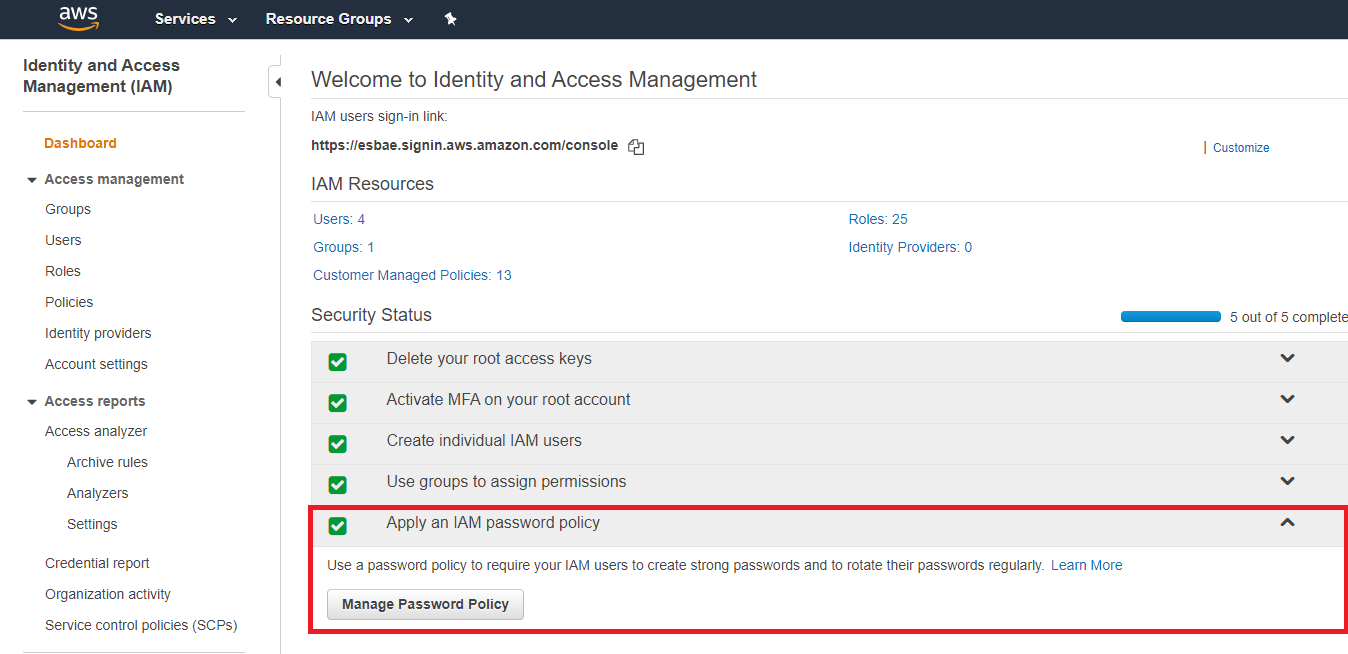 aws
Services
Resource Groups
Identity and Access
Management (IAM)
Dashboard
Access management
Groups
Users
Roles
Policies
Identity providers
Account settings
Access reports
Access analyzer
Archive rules
Analyzers
Settings
Credential report
Organization activity
Service control policies (SCPs)
Welcome to Identity and Access Management
IAM users sign-in link:
https://esbae.signin.aws.amazon.com/console
| Customize
IAM Resources
Users: 4
Roles: 25
Groups: 1
Identity Providers: 0
Customer Managed Policies: 13
Security Status
5 out of 5 complete
Delete your root access keys
Activate MFA on your root account
Create individual IAM users
Use groups to assign permissions
Apply an IAM password policy
Use a password policy to require your IAM users to create strong passwords and to rotate their passwords regularly. Learn More
Manage Password Policy